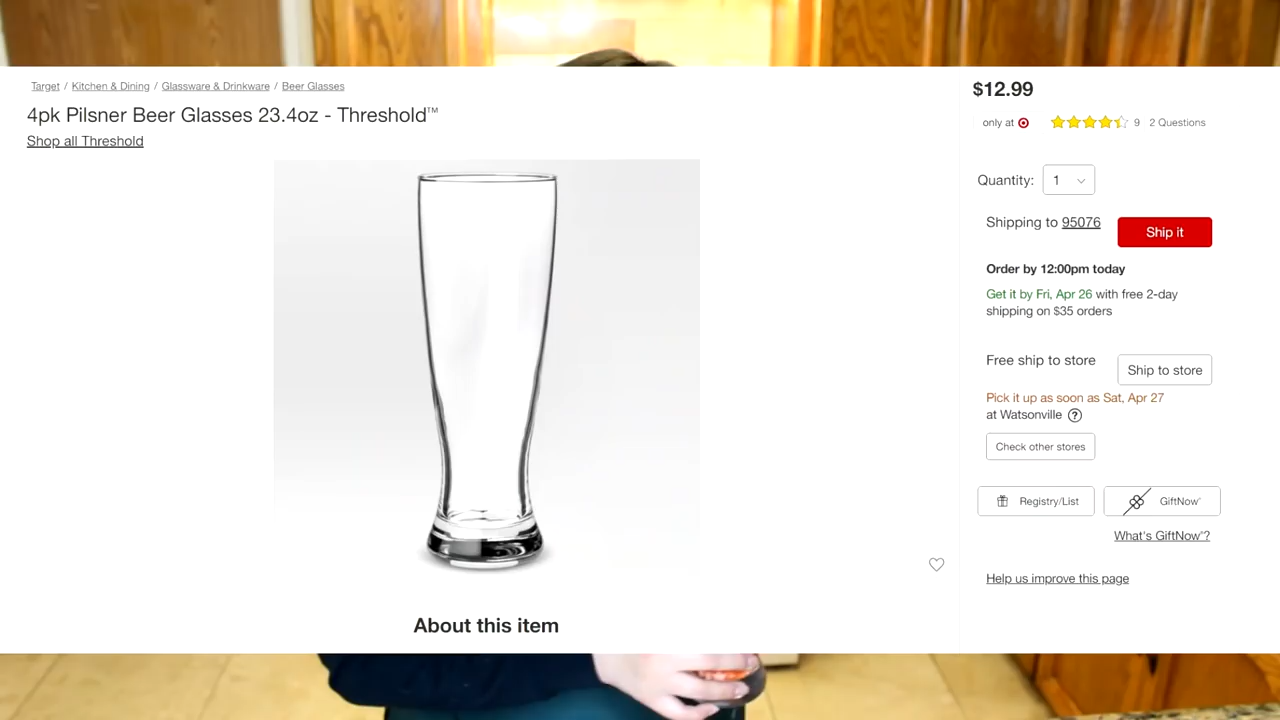 Target / Kitchen & Dining / Glassware & Drinkware / Beer Glasses
4pk Pilsner Beer Glasses 23.4oz - Threshold™
Shop all Threshold
About this item
$12.99
only at
9 2 Questions
Quantity: 1
Shipping to 95076
Ship it
Order by 12:00pm today
Get it by Fri, Apr 26 with free 2-day
shipping on $35 orders
Free ship to store
Ship to store
Pick it up as soon as Sat, Apr 27
at Watsonville ?
Check other stores
Registry/List
GiftNow®
What's GiftNow®?
Help us improve this page